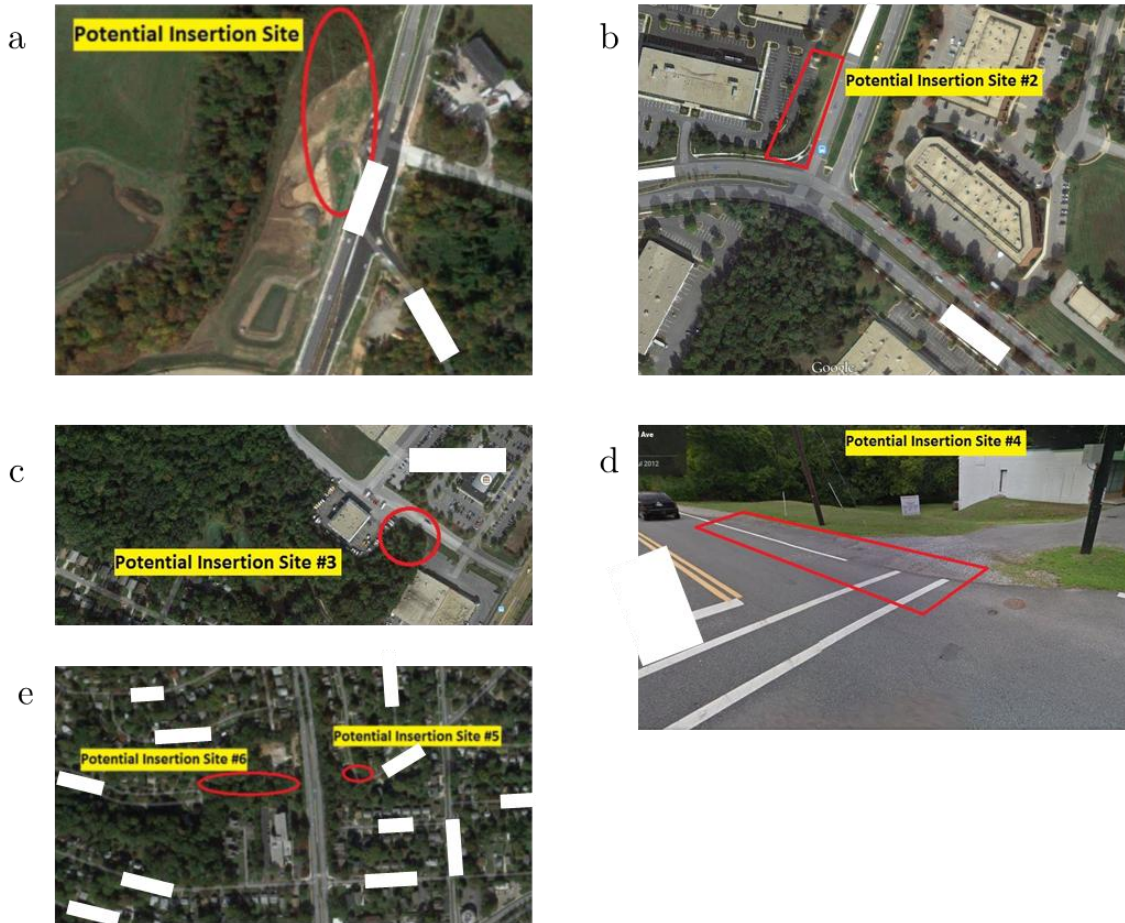 a
Potential Insertion Site
b
Potential Insertion Site #2
Google
c
Potential Insertion Site #3
d
Ave
2012
Potential Insertion Site #4
e
Potential Insertion Site #5
Potential Insertion Site #6